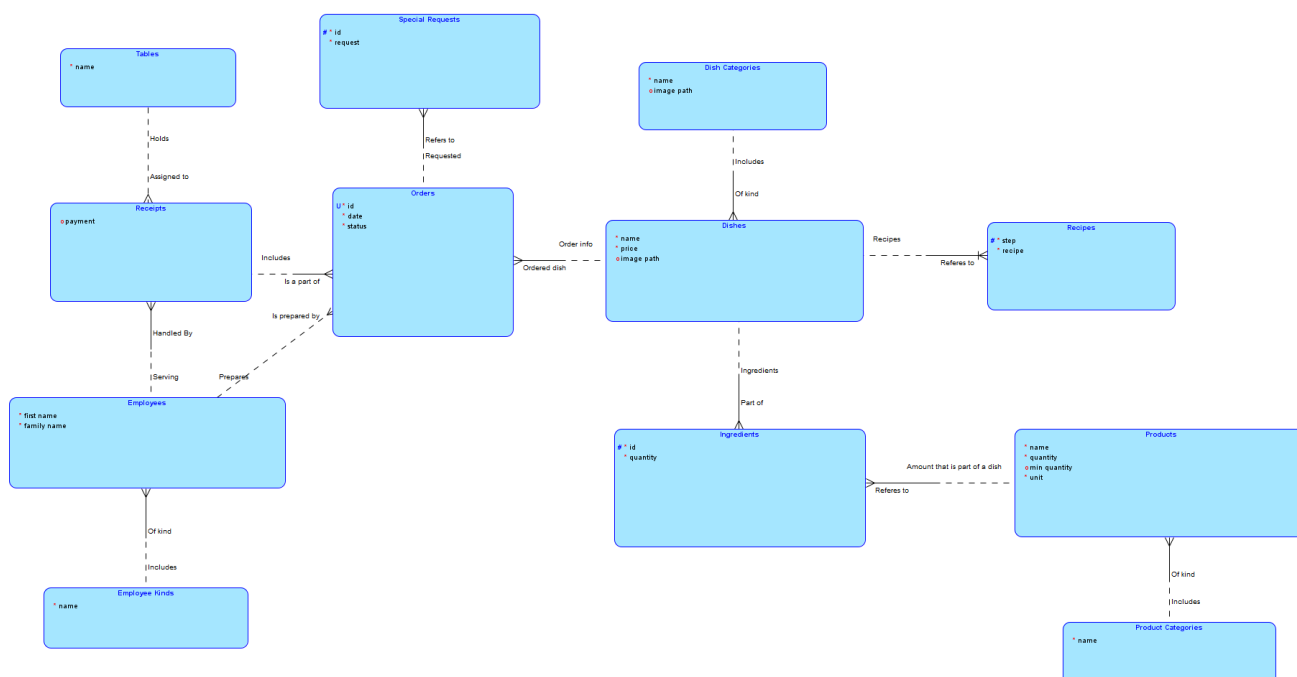 Special Requests
# * id
* request
Tables
* name
Dish Categories
* name
o image path
Holds
Refers to
Requested
Includes
Assigned to
Of kind
Receipts
o payment
Orders
U * id
* date
* status
Dishes
* name
* price
o image path
Recipes
# * step
* recipe
Recipes
Referes to
Order info
Ordered dish
Includes
Is a part of
Is prepared by
Handled By
Serving
Prepares
Ingredients
Part of
Employees
* first name
* family name
Ingredients
# * id
* quantity
Products
* name
* quantity
o min quantity
* unit
Amount that is part of a dish
Referes to
Of kind
Includes
Of kind
Includes
Employee Kinds
* name
Product Categories
* name